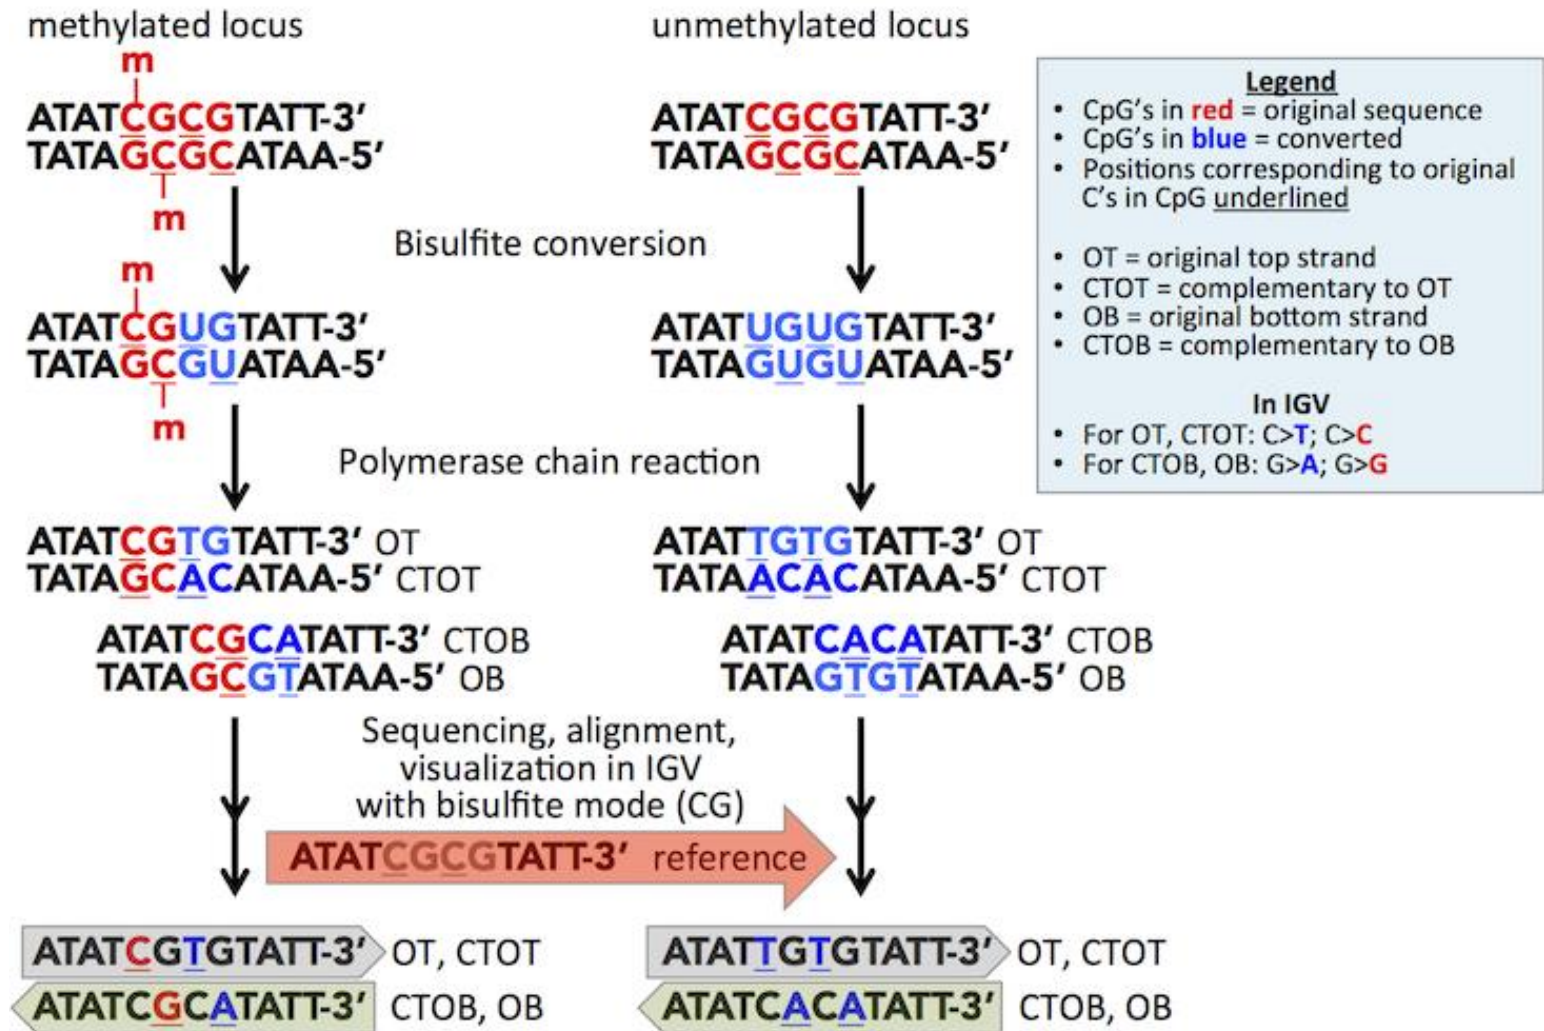 methylated locus
m
ATATCGCGTATT-3′
TATAGCGCATAA-5′
m
unmethylated locus
ATATCGCGTATT-3′
TATAGCGCATAA-5′
Legend
• CpG's in red = original sequence
• CpG's in blue = converted
• Positions corresponding to original
C's in CpG underlined
• OT = original top strand
• CTOT = complementary to OT
• OB = original bottom strand
• CTOB = complementary to OB
In IGV
• For OT, CTOT: C>T; C>C
• For CTOB, OB: G>A; G>G
Bisulfite conversion
m
ATATCGUGTATT-3′
TATAGCGUATAA-5′
m
ATATUGUGTATT-3′
TATAGUGUATAA-5′
Polymerase chain reaction
ATATCGTGTATT-3′ OT
TATAGCACATAA-5′ CTOT
ATATCGCATATT-3′ CTOB
TATAGCGTATAA-5′ OB
ATATTGTGTATT-3′ OT
TATAACACATAA-5′ CTOT
ATATCACATATT-3′ CTOB
TATAGTGTATAA-5′ OB
Sequencing, alignment,
visualization in IGV
with bisulfite mode (CG)
ATATCGCGTATT-3′ reference
ATATCGTGTATT-3′ OT, CTOT
ATATCGCATATT-3′ CTOB, OB
ATATTGTGTATT-3′ OT, CTOT
ATATCACATATT-3′ CTOB, OB